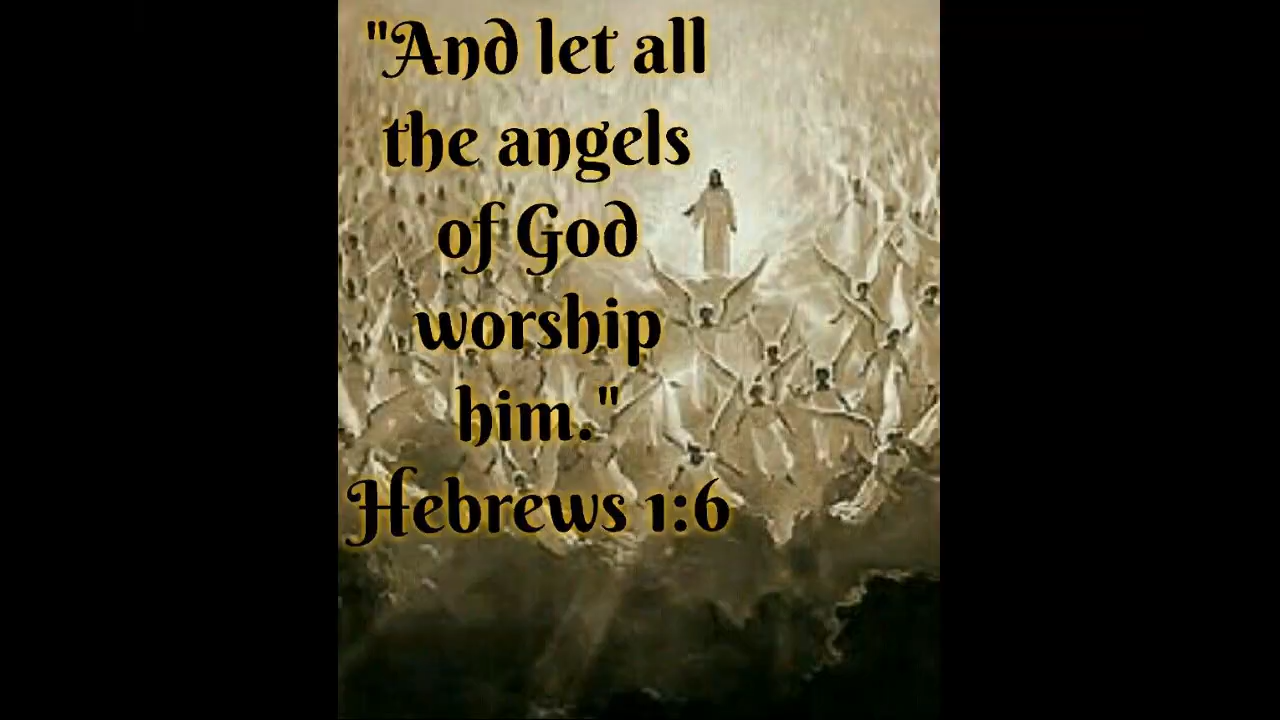 "And let all
the angels
of God
worship
him."
Hebrews 1:6